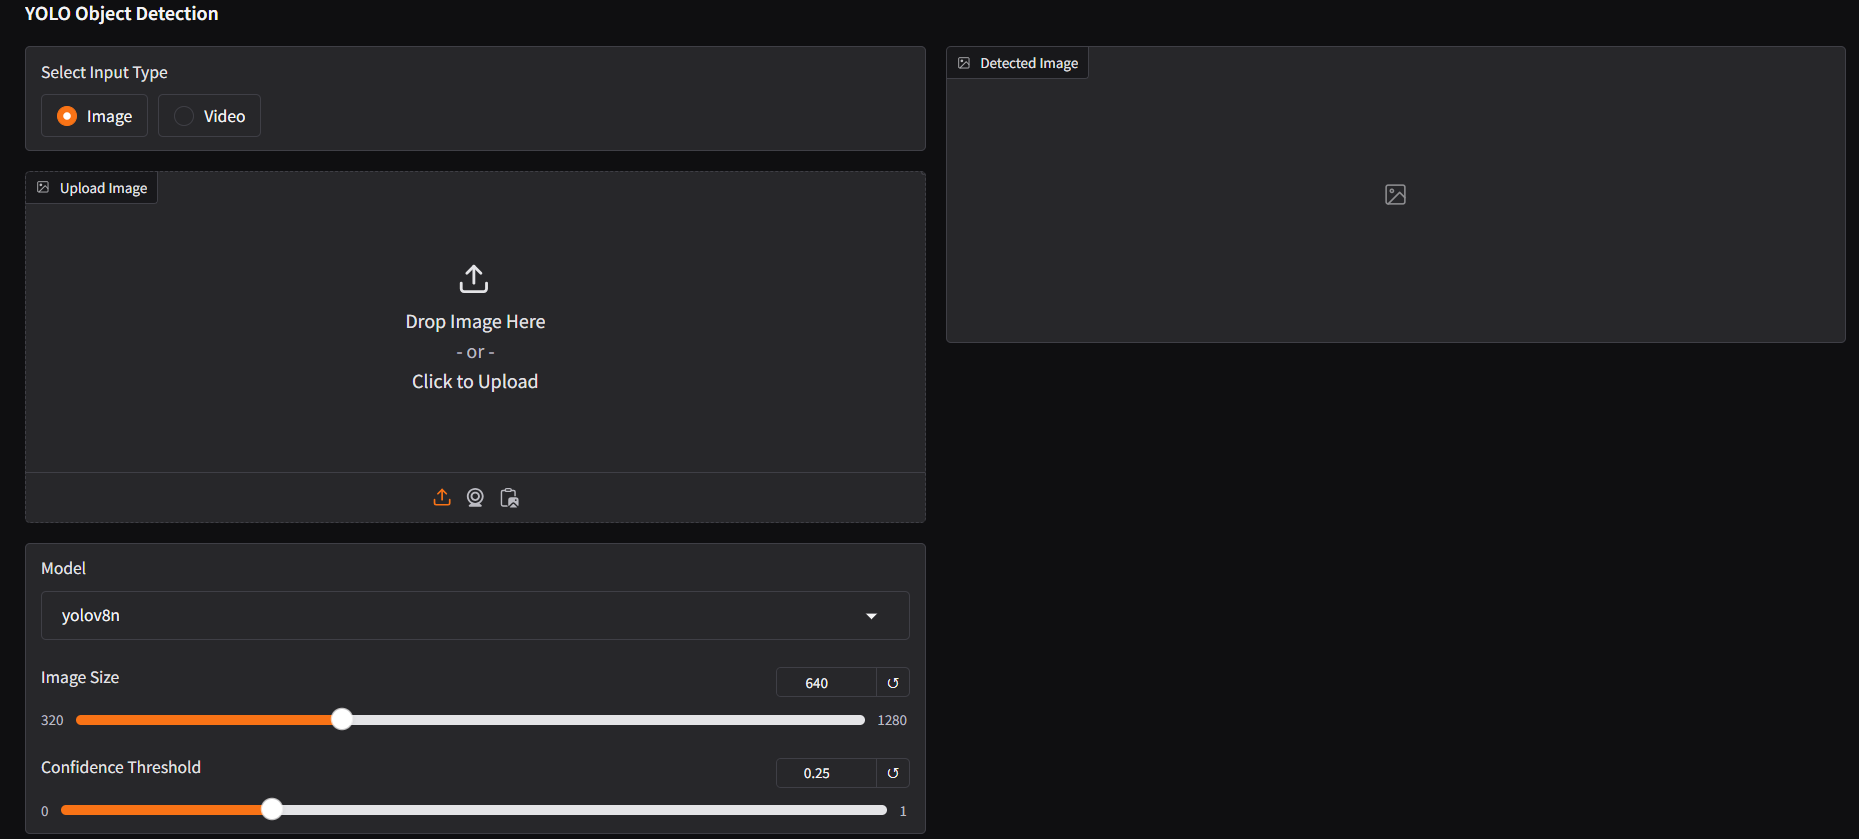 YOLO Object Detection
Select Input Type
Image
Video
Upload Image
Drop Image Here
- or -
Click to Upload
Model
yolov8n
Image Size
640
320
1280
Confidence Threshold
0.25
0
1
Detected Image